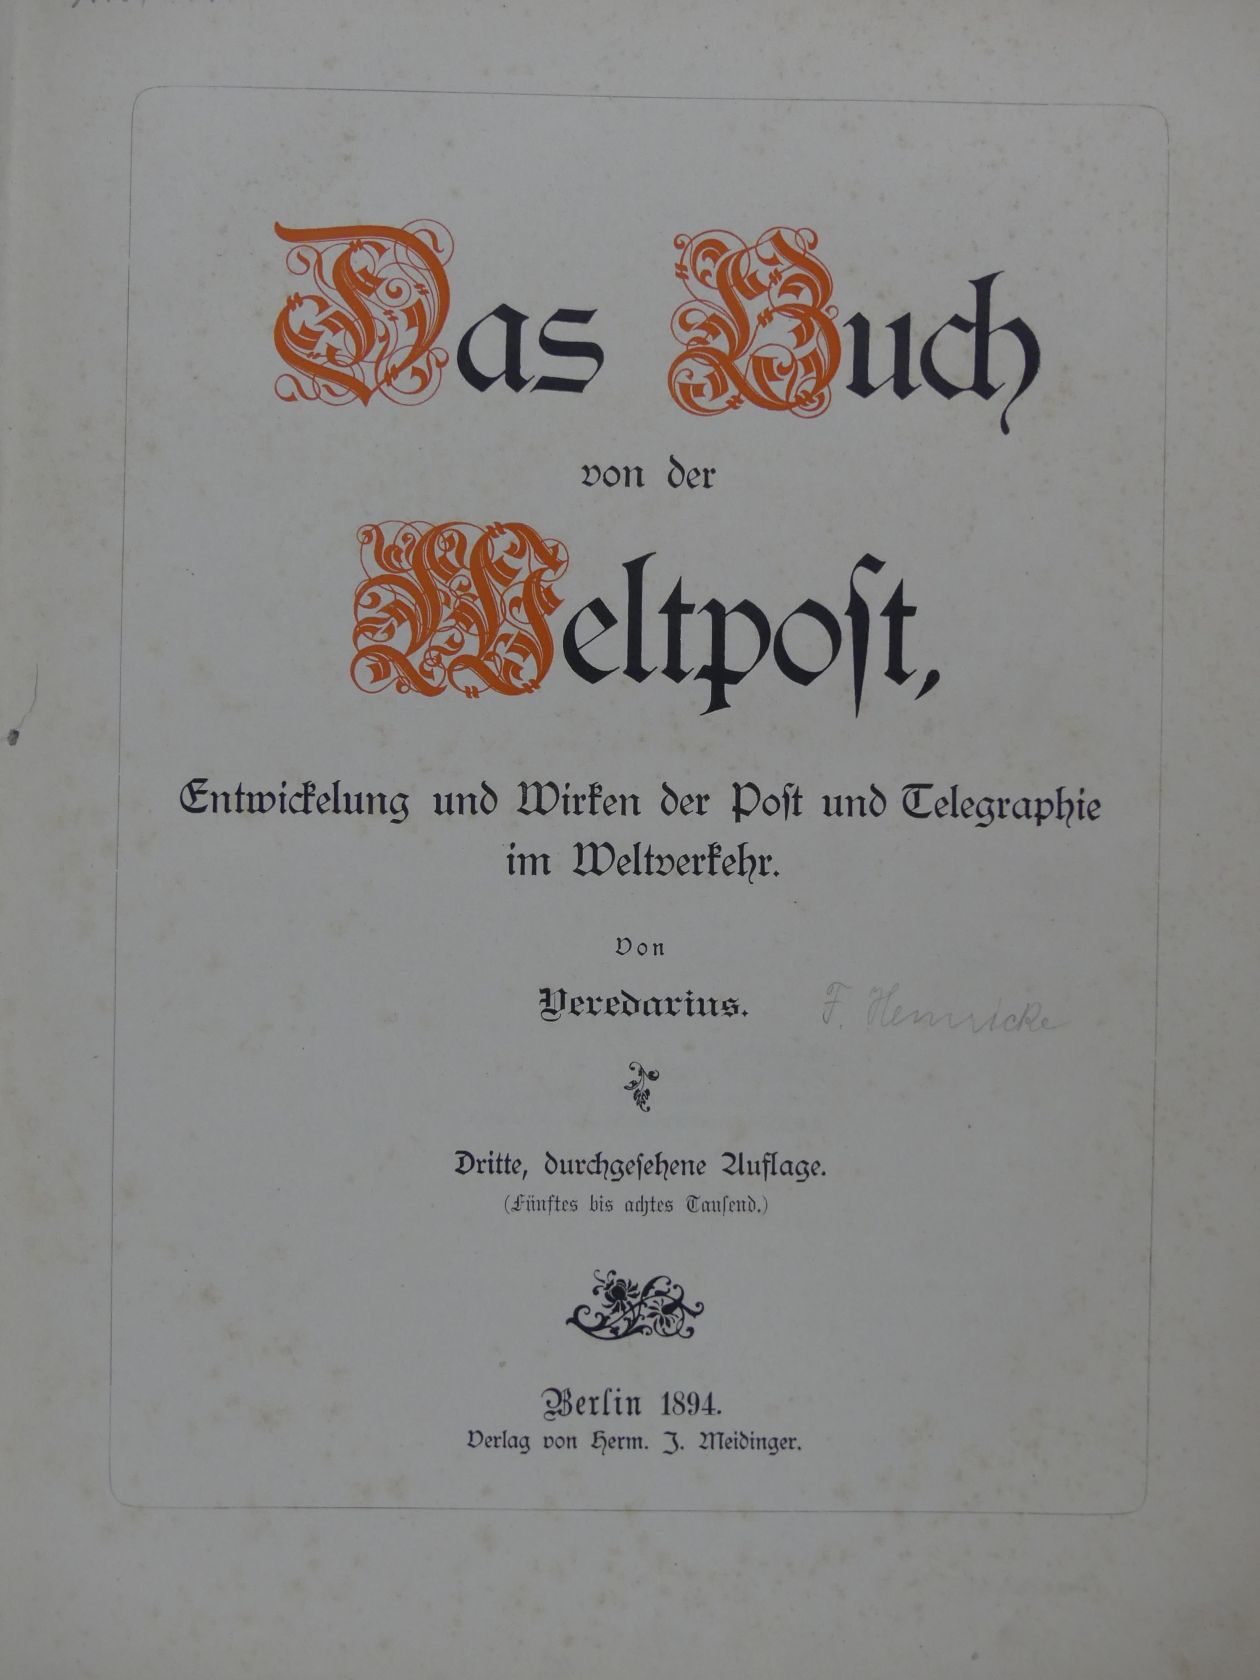 Das Buch
von der
Weltpoſt,
Entwickelung und Wirken der Poſt und Telegraphie
im Weltverkehr.
Von
Veredarius.
F. Hennicke
Dritte, durchgeſehene Auflage.
(Fünftes bis achtes Tauſend.)
Berlin 1894.
Verlag von Herm. J. Meidinger.